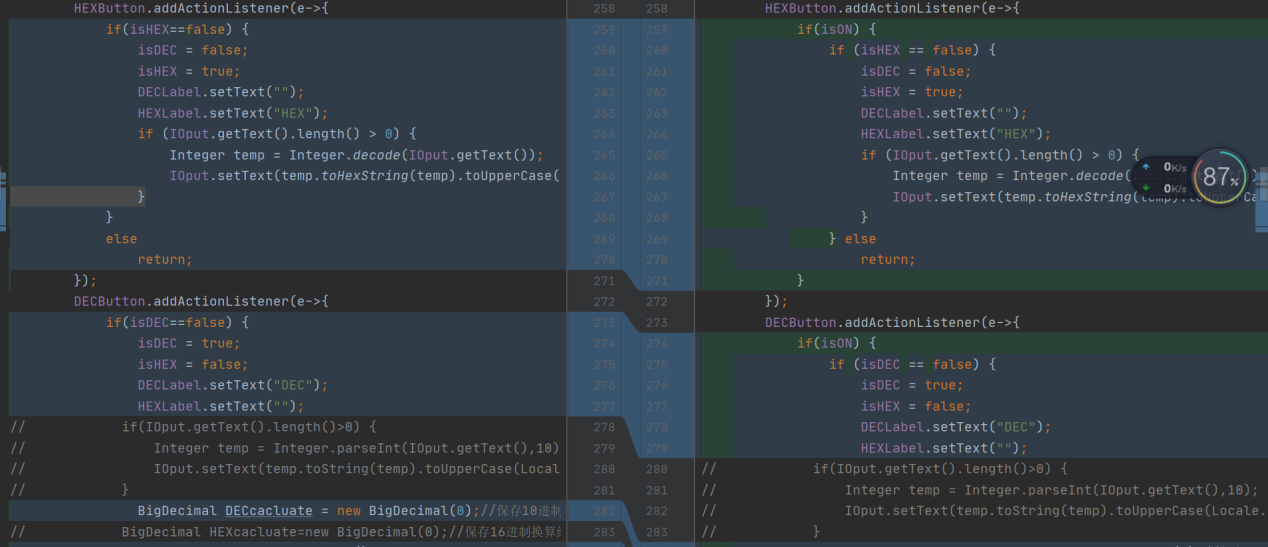 HEXButton.addActionListener(e->{
if(isHEX==false) {
isDEC = false;
isHEX = true;
DECLabel.setText("");
HEXLabel.setText("HEX");
if (IOput.getText().length() > 0) {
Integer temp = Integer.decode(IOput.getText());
IOput.setText(temp.toHexString(temp).toUpperCase(
}
}
else
return;
});
DECButton.addActionListener(e->{
if(isDEC==false) {
isDEC = true;
isHEX = false;
DECLabel.setText("DEC");
HEXLabel.setText("");
// if(IOput.getText().length()>0) {
// Integer temp = Integer.parseInt(IOput.getText(),10)
// IOput.setText(temp.toString(temp).toUpperCase(Local
// }
BigDecimal DECcacluate = new BigDecimal(0);//保存10进制
// BigDecimal HEXcacluate=new BigDecimal(0);//保存16进制换算
258 258
259 259
260 260
261 261
262 262
263 263
264 264
265 265
266 266
267 267
268 268
269 269
270 270
271 271
272 272
273 273
274 274
275 275
276 276
277 277
278 278
279 279
280 280
281 281
282 282
283 283
HEXButton.addActionListener(e->{
if(isON) {
if (isHEX == false) {
isDEC = false;
isHEX = true;
DECLabel.setText("");
HEXLabel.setText("HEX");
if (IOput.getText().length() > 0) {
Integer temp = Integer.decode(
IOput.setText(temp.toHexString(temp).toUpperCa
}
} else
return;
}
});
DECButton.addActionListener(e->{
if(isON) {
if (isDEC == false) {
isDEC = true;
isHEX = false;
DECLabel.setText("DEC");
HEXLabel.setText("");
// if(IOput.getText().length()>0) {
// Integer temp = Integer.parseInt(IOput.getText(),10);
// IOput.setText(temp.toString(temp).toUpperCase(Locale.
// }
0K/s
0K/s
87%